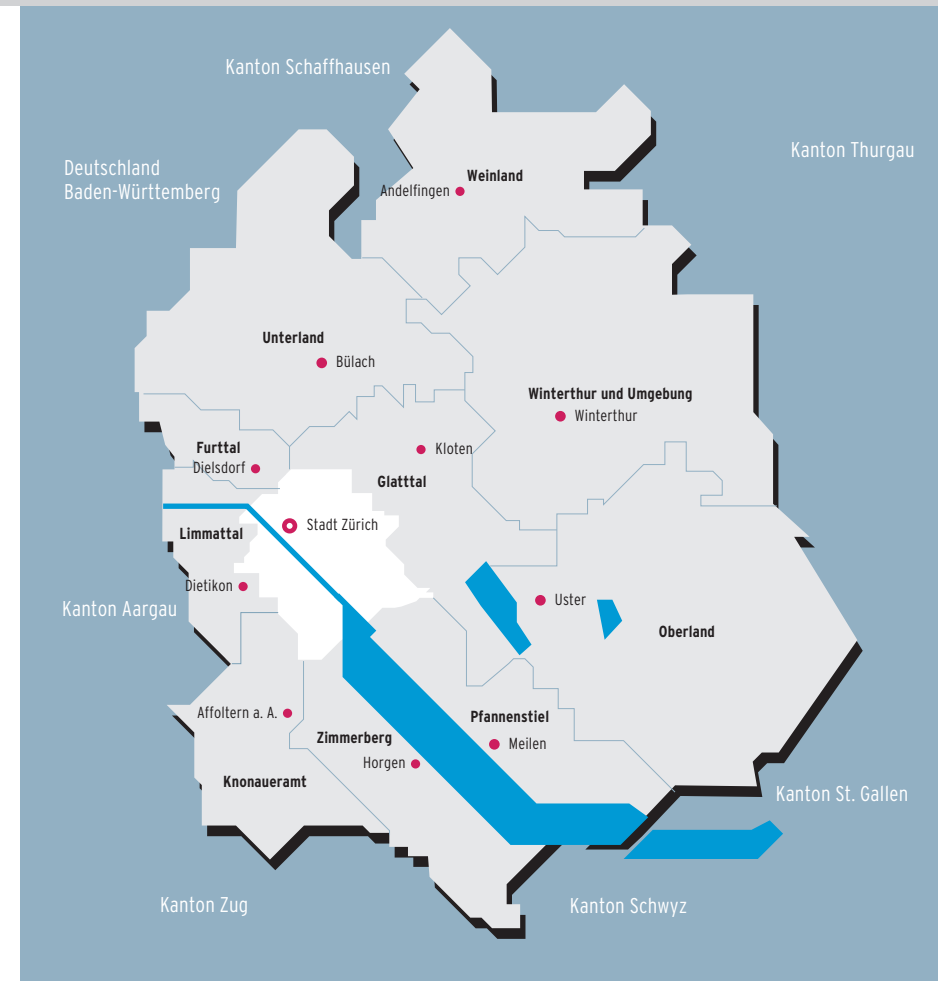 Kanton Schaffhausen
Kanton Thurgau
Deutschland
Baden-Württemberg
Weinland
Andelfingen
Unterland
Bülach
Winterthur und Umgebung
Winterthur
Furttal
Dielsdorf
Kloten
Glatttal
Stadt Zürich
Limmattal
Dietikon
Kanton Aargau
Uster
Oberland
Affoltern a. A.
Pfannenstiel
Zimmerberg
Meilen
Horgen
Knonaueramt
Kanton St. Gallen
Kanton Zug
Kanton Schwyz